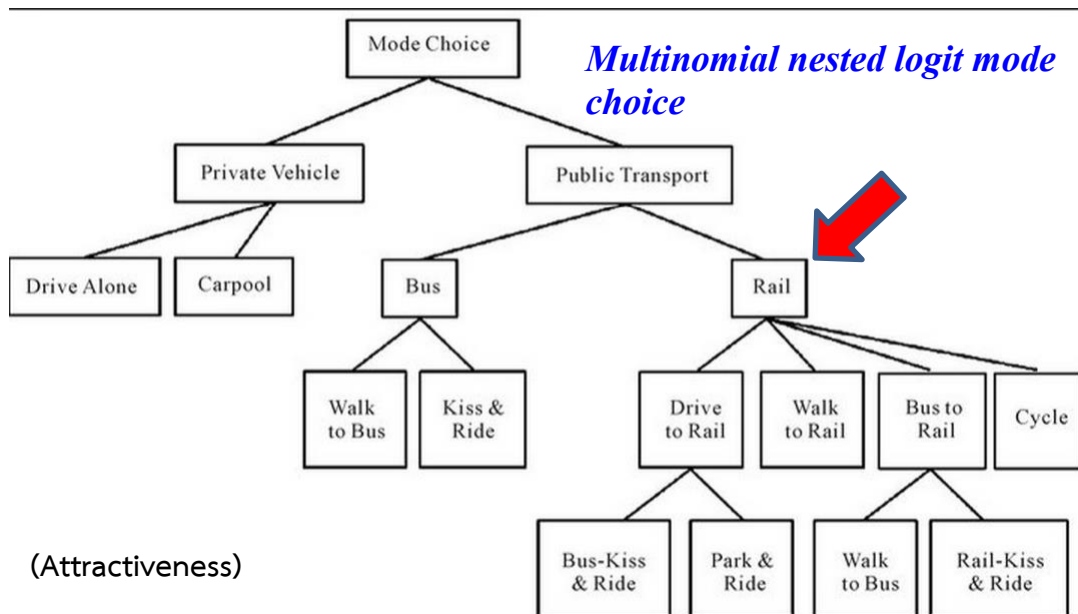 Mode Choice
Multinomial nested logit mode
choice
Private Vehicle
Public Transport
Drive Alone
Carpool
Bus
Rail
Walk
to Bus
Kiss &
Ride
Drive
to Rail
Walk
to Rail
Bus to
Rail
Cycle
Bus-Kiss
& Ride
Park &
Ride
Walk
to Bus
Rail-Kiss
& Ride
(Attractiveness)